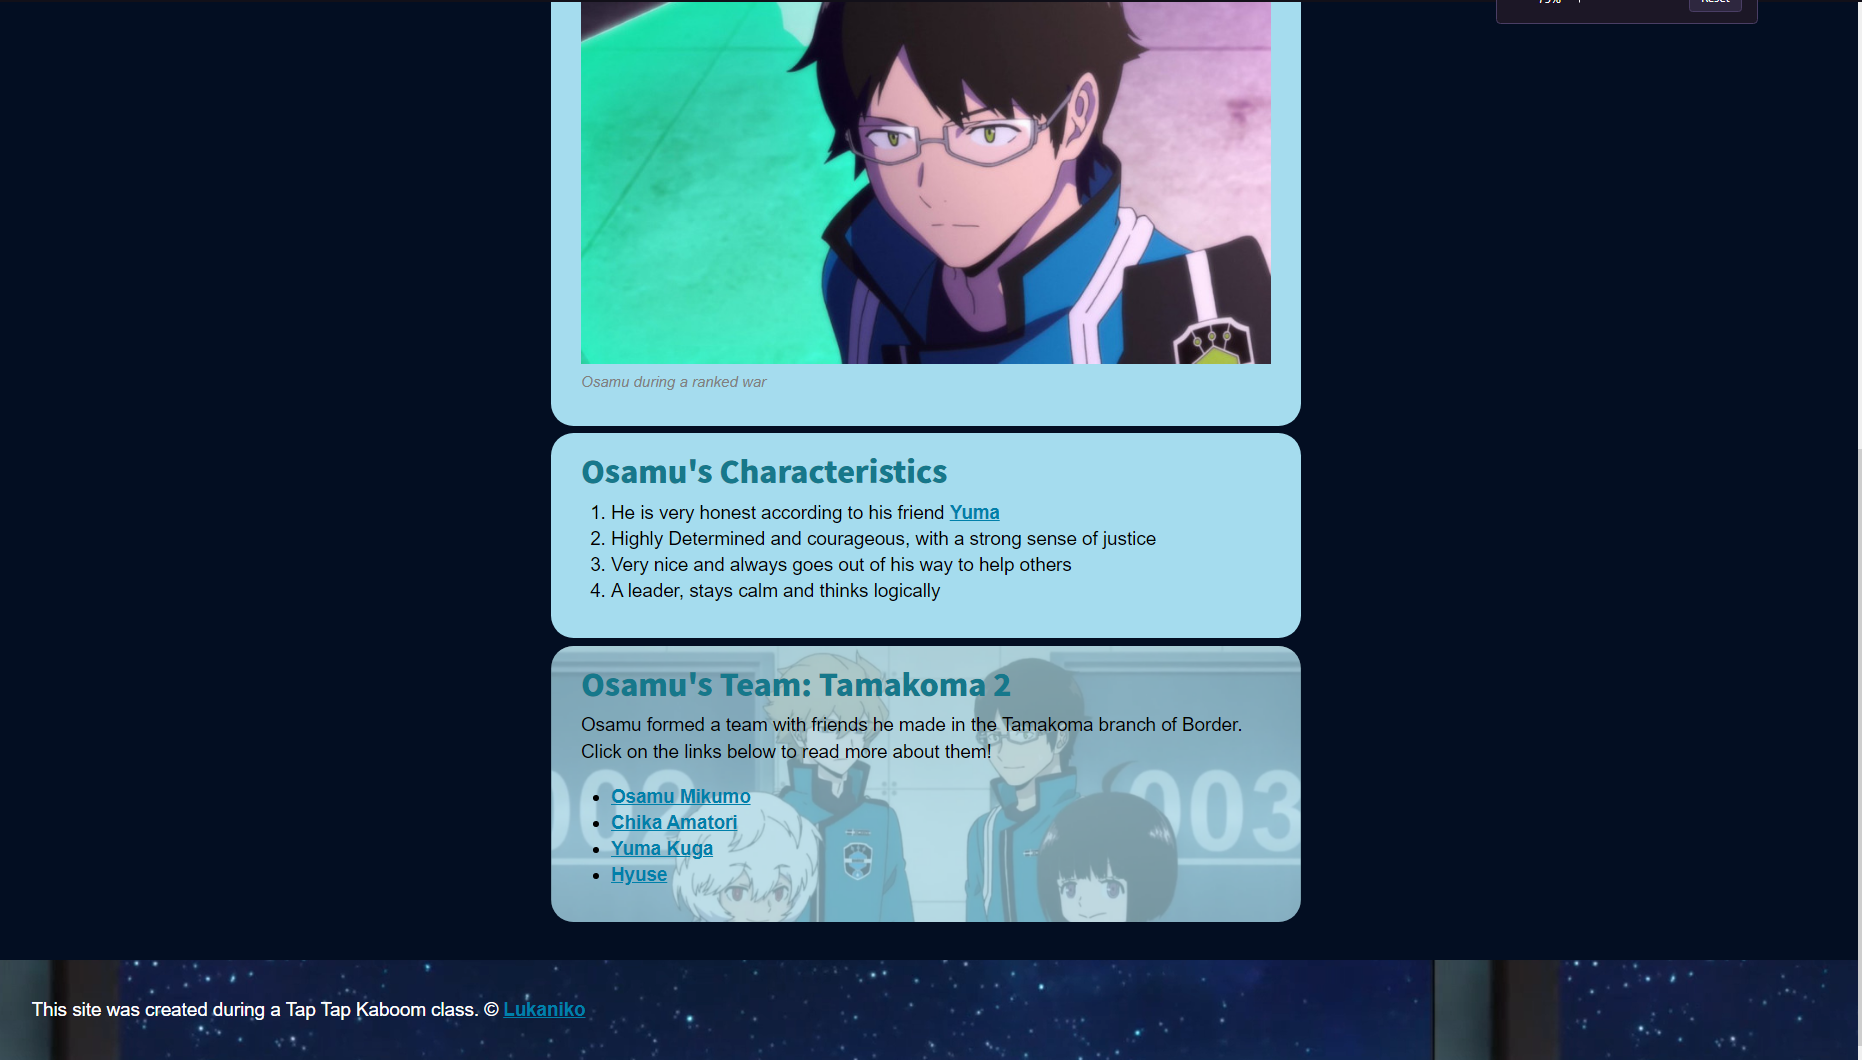 75%
Reset
Osamu during a ranked war
Osamu's Characteristics
1. He is very honest according to his friend Yuma
2. Highly Determined and courageous, with a strong sense of justice
3. Very nice and always goes out of his way to help others
4. A leader, stays calm and thinks logically
Osamu's Team: Tamakoma 2
Osamu formed a team with friends he made in the Tamakoma branch of Border.
Click on the links below to read more about them!
002
003
Osamu Mikumo
Chika Amatori
Yuma Kuga
Hyuse
This site was created during a Tap Tap Kaboom class. © Lukaniko